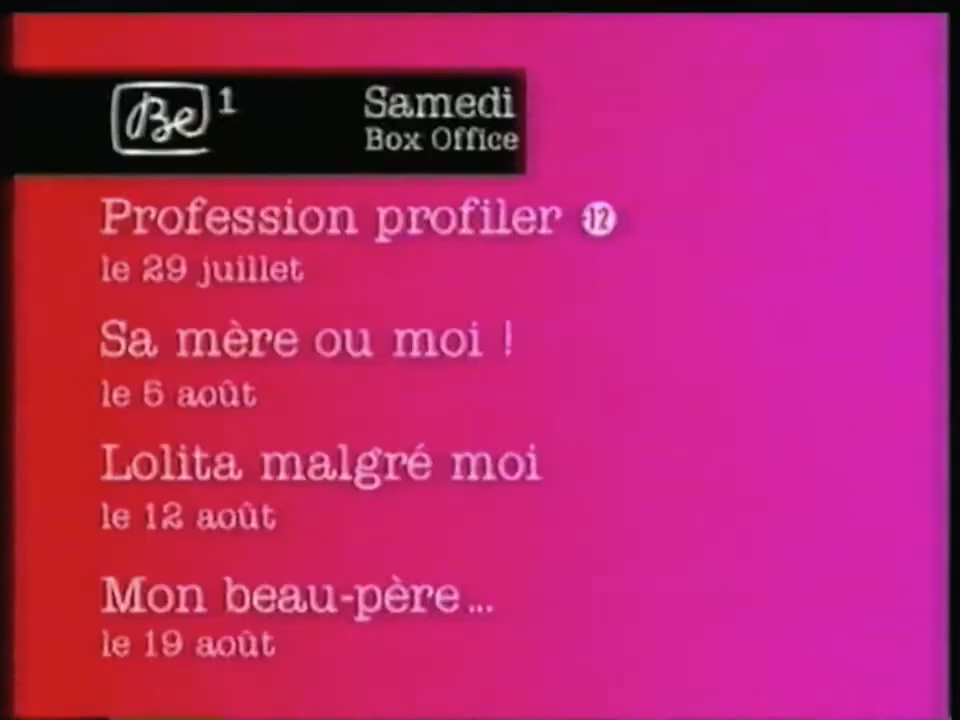 Be 1
Samedi
Box Office
Profession profiler -12
le 29 juillet
Sa mère ou moi !
le 5 août
Lolita malgré moi
le 12 août
Mon beau-père...
le 19 août